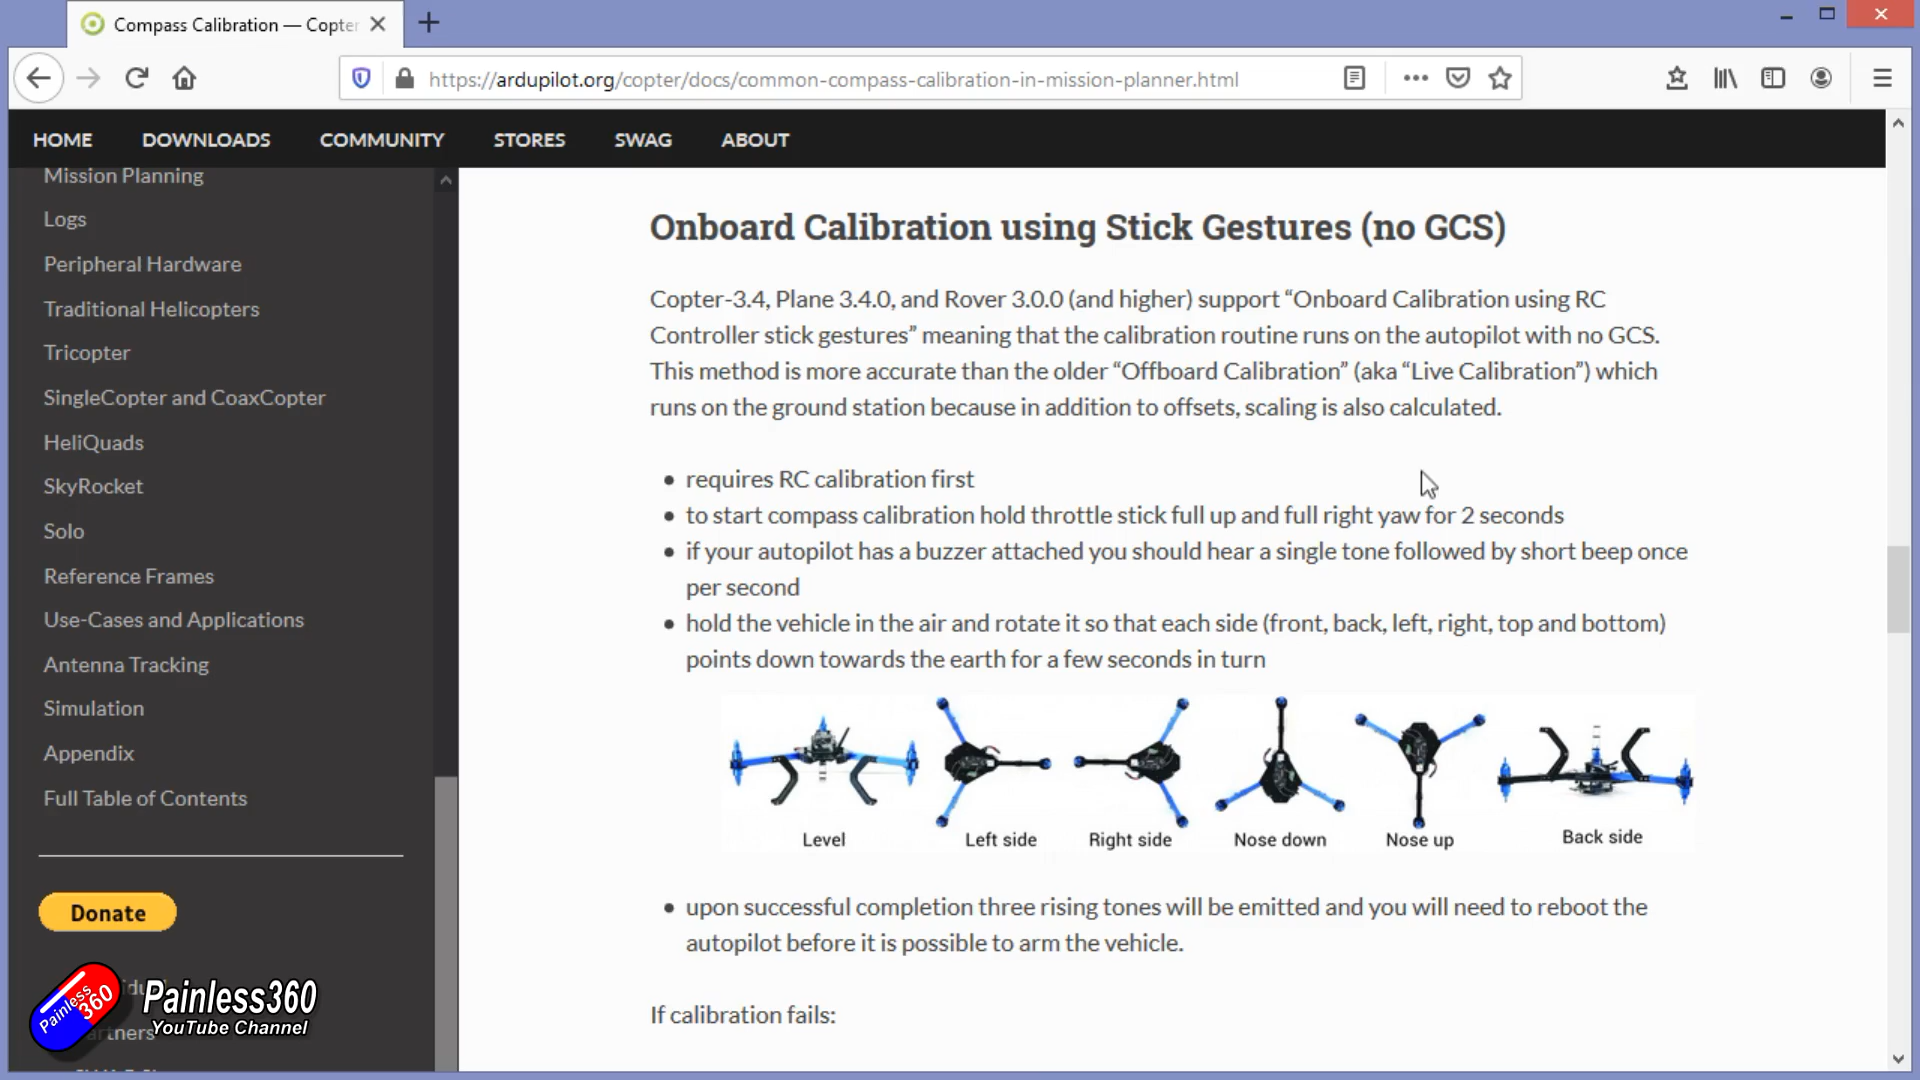 Compass Calibration — Copter
https://ardupilot.org/copter/docs/common-compass-calibration-in-mission-planner.html
HOME DOWNLOADS COMMUNITY STORES SWAG ABOUT
Mission Planning
Logs
Peripheral Hardware
Traditional Helicopters
Tricopter
SingleCopter and CoaxCopter
HeliQuads
SkyRocket
Solo
Reference Frames
Use-Cases and Applications
Antenna Tracking
Simulation
Appendix
Full Table of Contents
Donate
Painless360
Painless360
YouTube Channel
Onboard Calibration using Stick Gestures (no GCS)
Copter-3.4, Plane 3.4.0, and Rover 3.0.0 (and higher) support “Onboard Calibration using RC
Controller stick gestures” meaning that the calibration routine runs on the autopilot with no GCS.
This method is more accurate than the older “Offboard Calibration” (aka “Live Calibration”) which
runs on the ground station because in addition to offsets, scaling is also calculated.
• requires RC calibration first
• to start compass calibration hold throttle stick full up and full right yaw for 2 seconds
• if your autopilot has a buzzer attached you should hear a single tone followed by short beep once
per second
• hold the vehicle in the air and rotate it so that each side (front, back, left, right, top and bottom)
points down towards the earth for a few seconds in turn
Level Left side Right side Nose down Nose up Back side
• upon successful completion three rising tones will be emitted and you will need to reboot the
autopilot before it is possible to arm the vehicle.
If calibration fails: